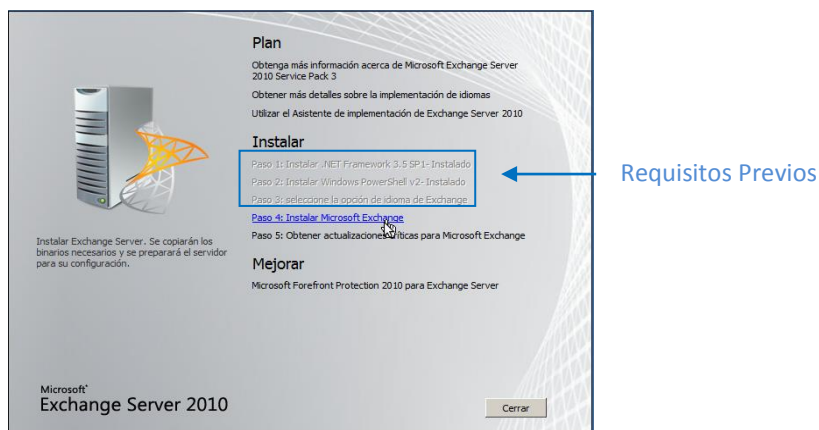 Plan
Obtenga más información acerca de Microsoft Exchange Server
2010 Service Pack 3
Obtener más detalles sobre la implementación de idiomas
Utilizar el Asistente de implementación de Exchange Server 2010
Instalar
Paso 1: Instalar .NET Framework 3.5 SP1- Instalado
Paso 2: Instalar Windows PowerShell v2- Instalado
Paso 3: seleccione la opción de idioma de Exchange
Requisitos Previos
Paso 4: Instalar Microsoft Exchange
Paso 5: Obtener actualizaciones críticas para Microsoft Exchange
Instalar Exchange Server. Se copiarán los
binarios necesarios y se preparará el servidor
para su configuración.
Mejorar
Microsoft Forefront Protection 2010 para Exchange Server
Microsoft
Exchange Server 2010
Cerrar